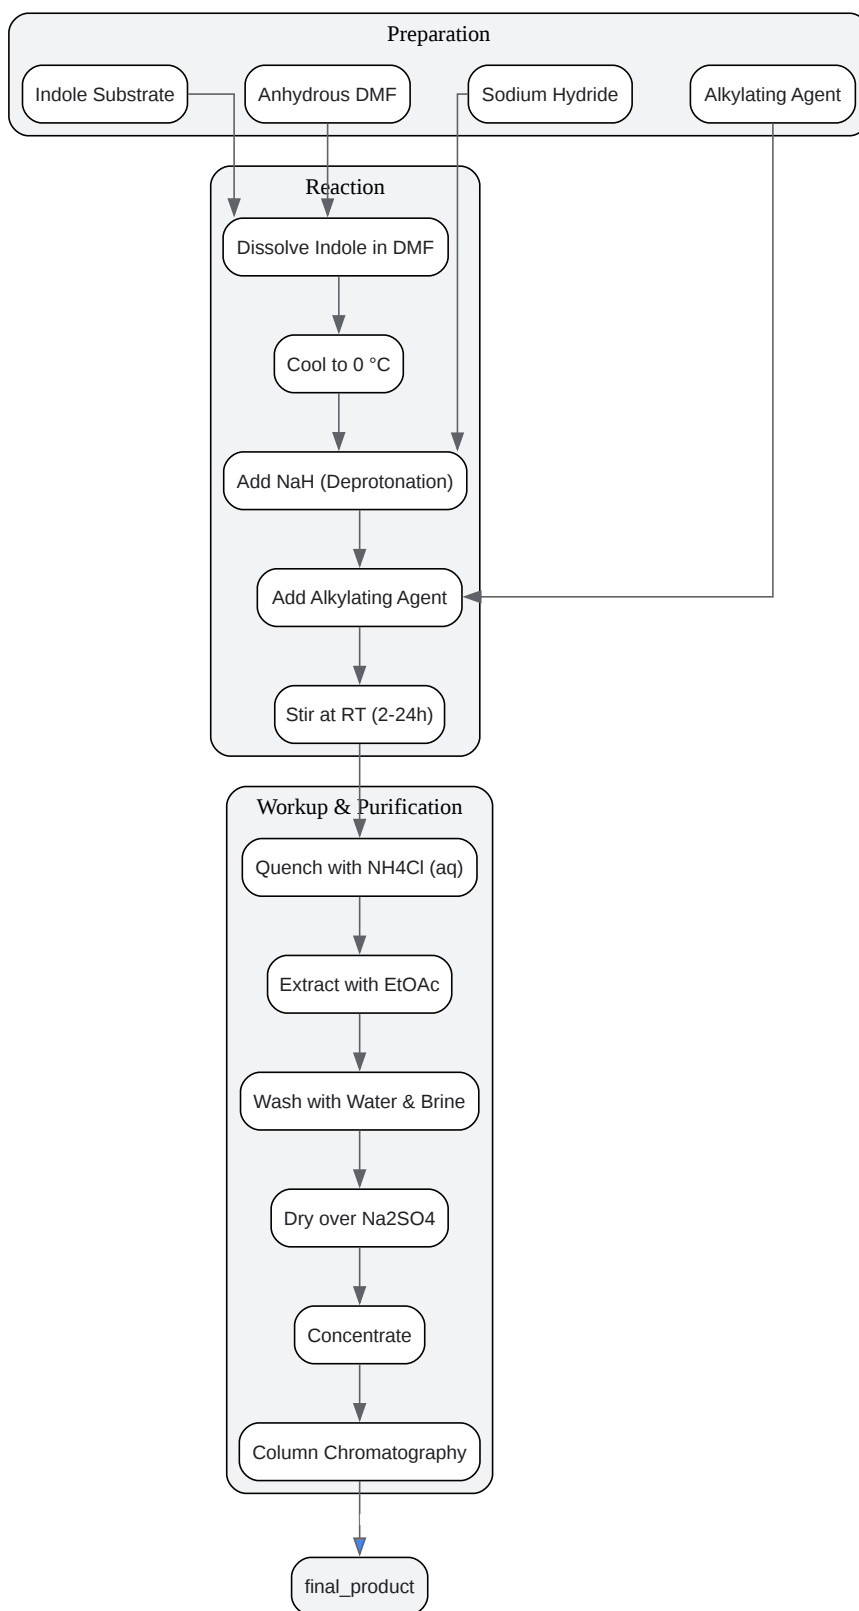 Preparation
Indole Substrate
Anhydrous DMF
Sodium Hydride
Alkylating Agent
Reaction
Dissolve Indole in DMF
Cool to 0 °C
Add NaH (Deprotonation)
Add Alkylating Agent
Stir at RT (2-24h)
Workup & Purification
Quench with NH4Cl (aq)
Extract with EtOAc
Wash with Water & Brine
Dry over Na2SO4
Concentrate
Column Chromatography
final_product